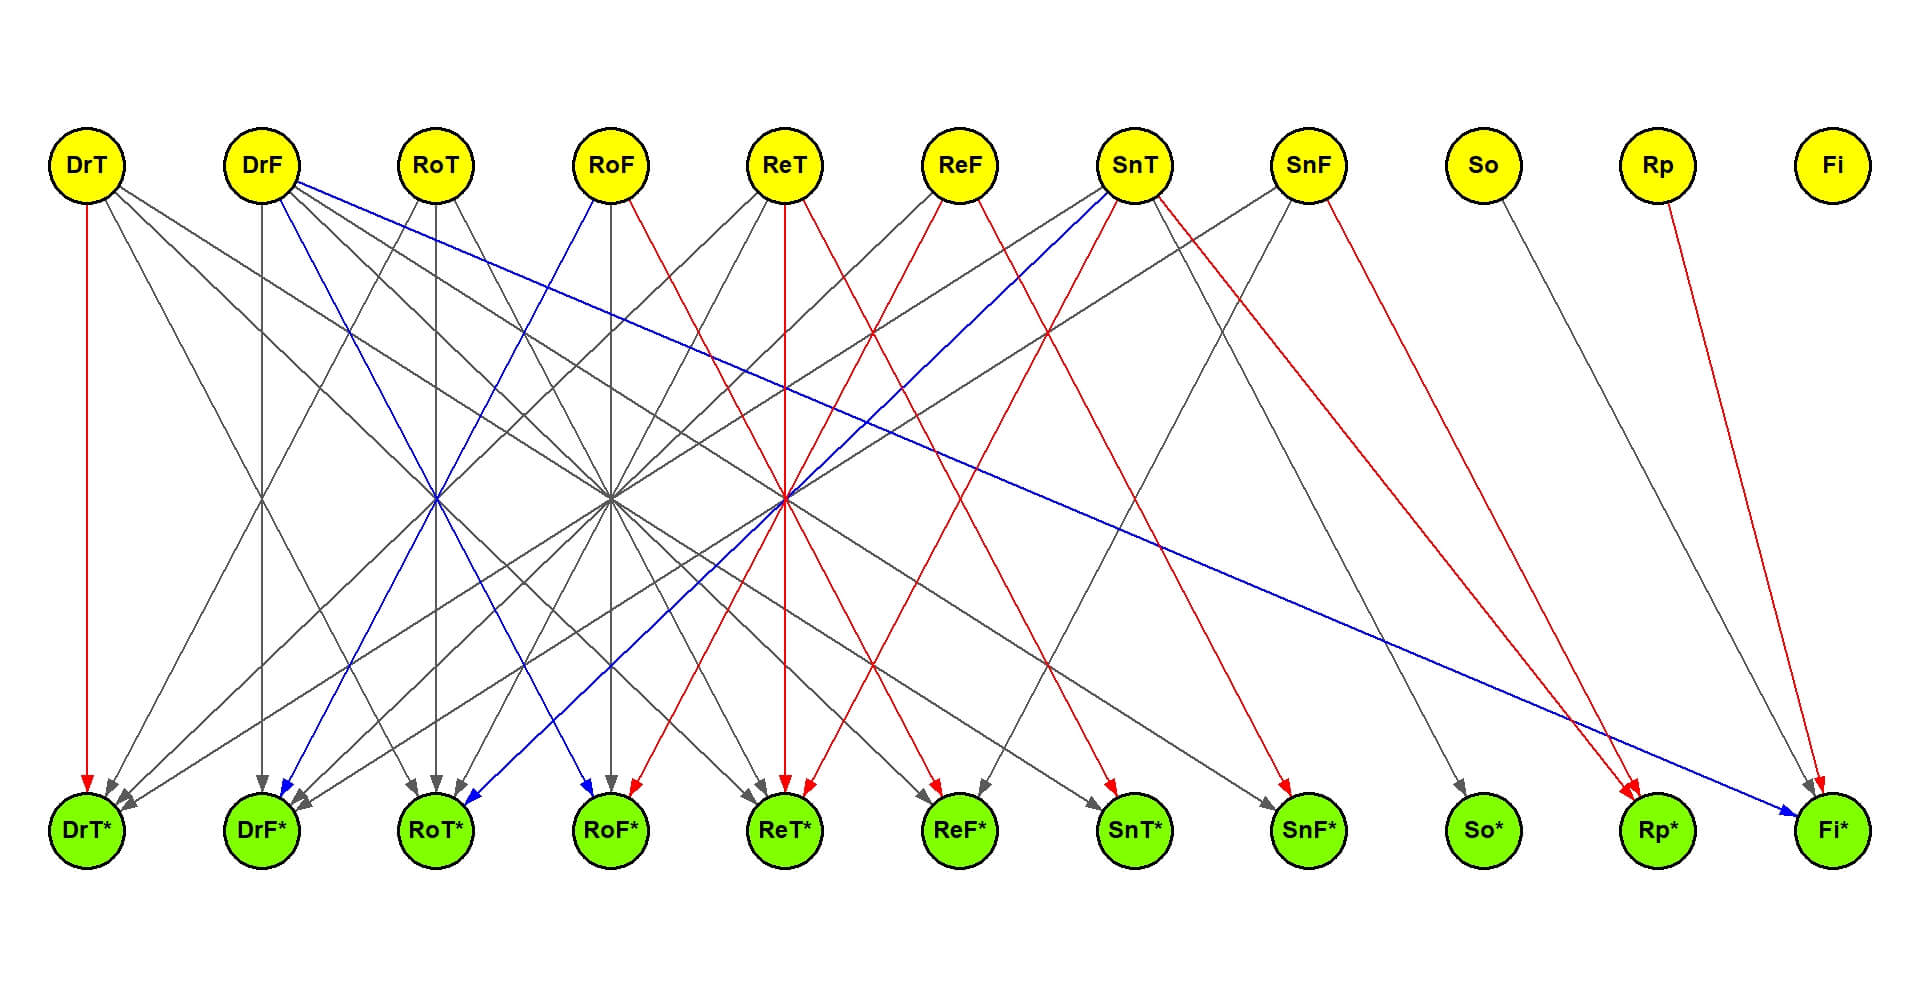 DrT DrF RoT RoF ReT ReF SnT SnF So Rp Fi
DrT* DrF* RoT* RoF* ReT* ReF* SnT* SnF* So* Rp* Fi*